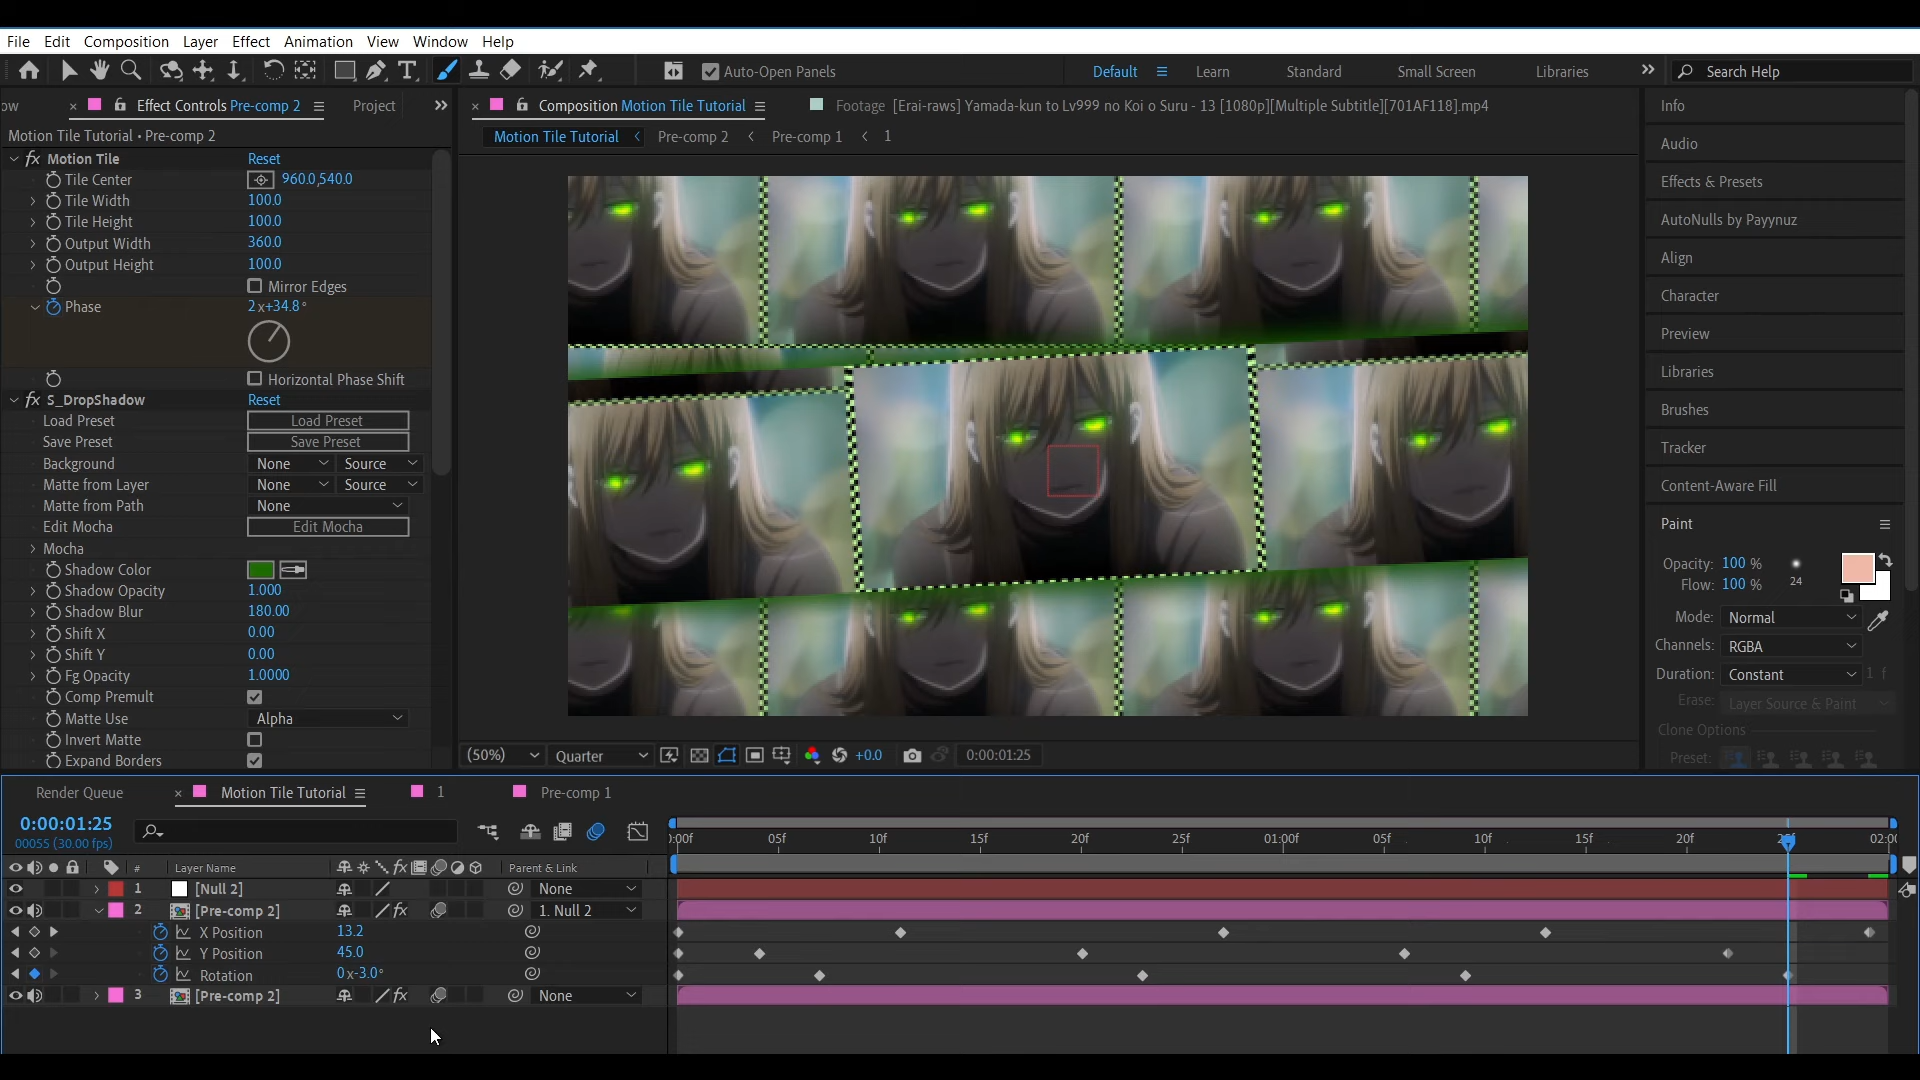 File Edit Composition Layer Effect Animation View Window Help
Auto-Open Panels
Default Learn Standard Small Screen Libraries
Search Help
ow
Effect Controls Pre-comp 2
Project
Composition Motion Tile Tutorial
Footage [Erai-raws] Yamada-kun to Lv999 no Koi o Suru - 13 [1080p][Multiple Subtitle][701AF118].mp4
Motion Tile Tutorial • Pre-comp 2
Motion Tile Tutorial < Pre-comp 2 < Pre-comp 1 < 1
fx Motion Tile Reset
Tile Center 960.0,540.0
Tile Width 100.0
Tile Height 100.0
Output Width 360.0
Output Height 100.0
Mirror Edges
Phase 2x+34.8°
Horizontal Phase Shift
fx S_DropShadow Reset
Load Preset Load Preset
Save Preset Save Preset
Background None Source
Matte from Layer None Source
Matte from Path None
Edit Mocha Edit Mocha
Mocha
Shadow Color
Shadow Opacity 1.000
Shadow Blur 180.00
Shift X 0.00
Shift Y 0.00
Fg Opacity 1.0000
Comp Premult
Matte Use Alpha
Invert Matte
Expand Borders
(50%) Quarter +0.0 0:00:01:25
Info
Audio
Effects & Presets
AutoNulls by Payynuz
Align
Character
Preview
Libraries
Brushes
Tracker
Content-Aware Fill
Paint
Opacity: 100 %
Flow: 100 % 24
Mode: Normal
Channels: RGBA
Duration: Constant 1 f
Erase: Layer Source & Paint
Clone Options
Preset:
Render Queue Motion Tile Tutorial 1 Pre-comp 1
0:00:01:25
00055 (30.00 fps)
:00f 05f 10f 15f 20f 25f 01:00f 05f 10f 15f 20f 25f 02:00
# Layer Name fx Parent & Link
1 [Null 2] None
2 [Pre-comp 2] fx 1. Null 2
X Position 13.2
Y Position 45.0
Rotation 0x-3.0°
3 [Pre-comp 2] fx None